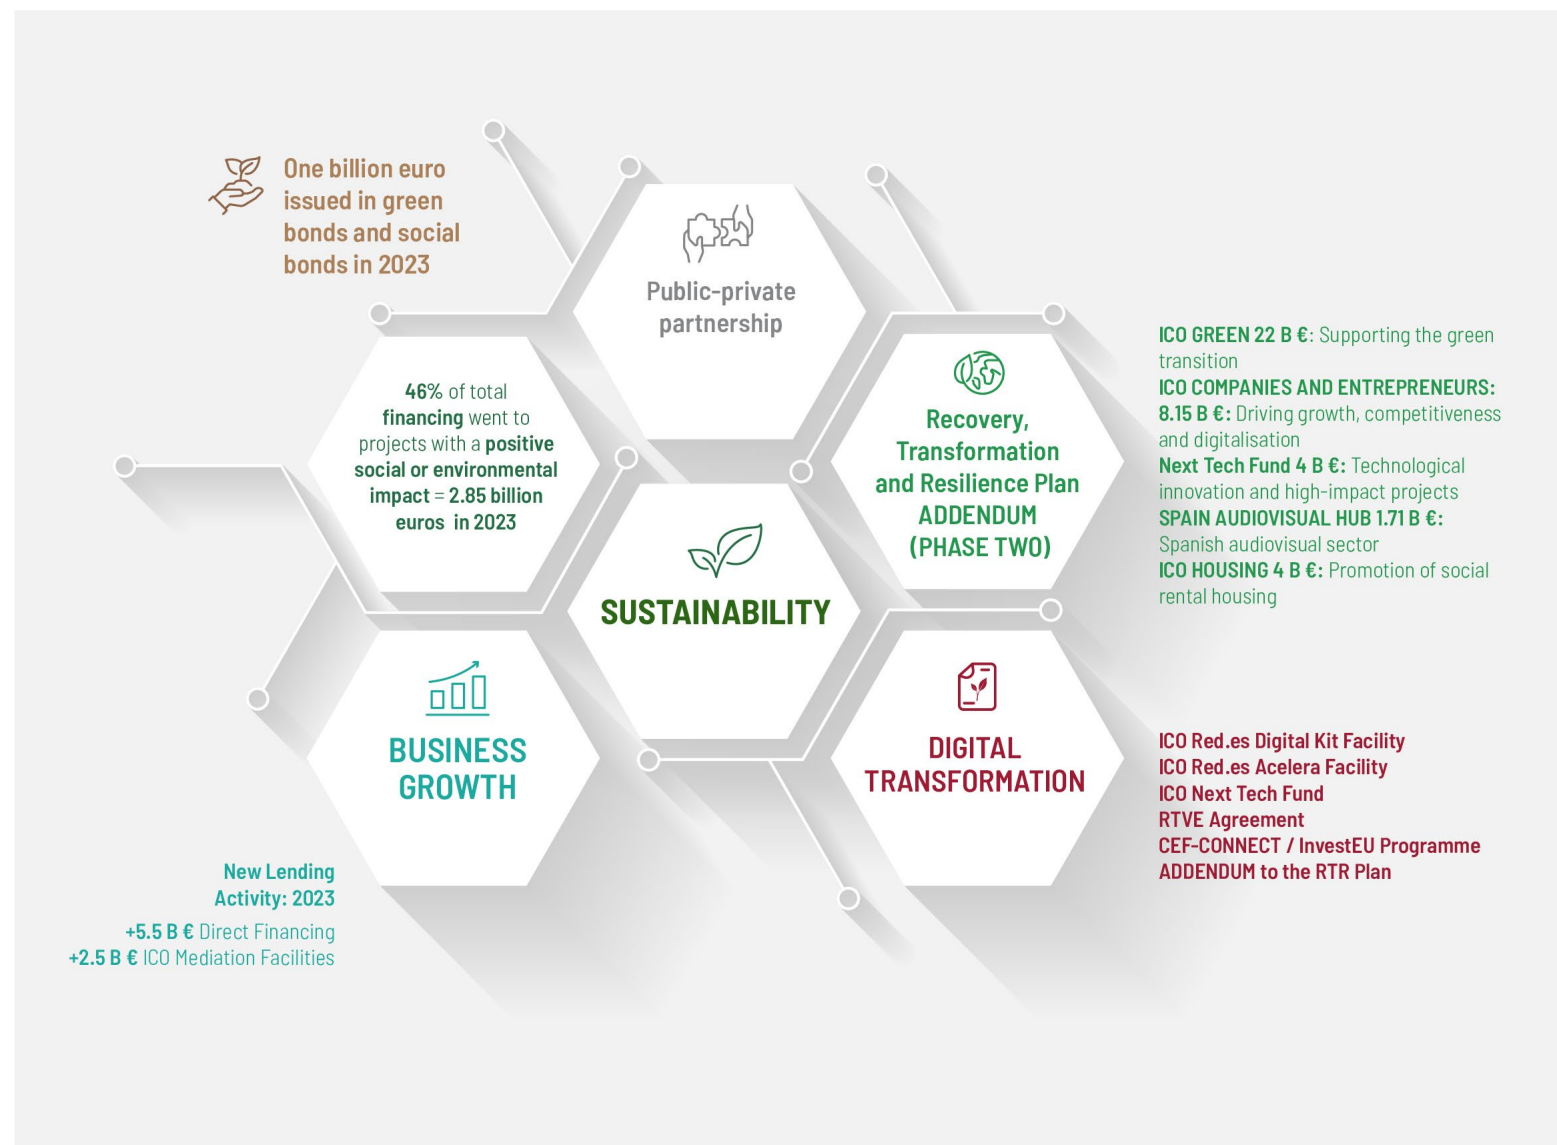 One billion euro
issued in green
bonds and social
bonds in 2023
Public-private
partnership
46% of total
financing went to
projects with a positive
social or environmental
impact = 2.85 billion
euros in 2023
Recovery,
Transformation
and Resilience Plan
ADDENDUM
(PHASE TWO)
ICO GREEN 22 B €: Supporting the green
transition
ICO COMPANIES AND ENTREPRENEURS:
8.15 B €: Driving growth, competitiveness
and digitalisation
Next Tech Fund 4 B €: Technological
innovation and high-impact projects
SPAIN AUDIOVISUAL HUB 1.71 B €:
Spanish audiovisual sector
ICO HOUSING 4 B €: Promotion of social
rental housing
SUSTAINABILITY
BUSINESS
GROWTH
DIGITAL
TRANSFORMATION
ICO Red.es Digital Kit Facility
ICO Red.es Acelera Facility
ICO Next Tech Fund
RTVE Agreement
CEF-CONNECT / InvestEU Programme
ADDENDUM to the RTR Plan
New Lending
Activity: 2023
+5.5 B € Direct Financing
+2.5 B € ICO Mediation Facilities